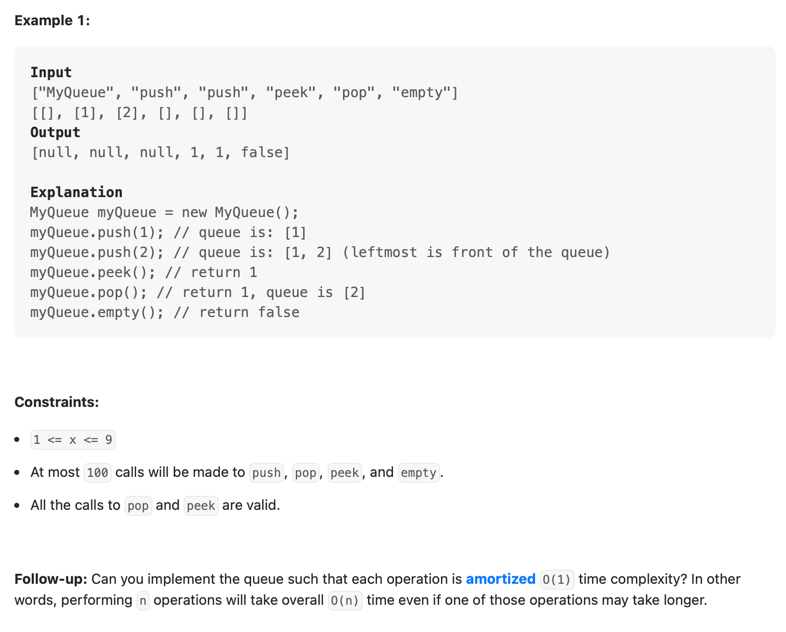 Example 1:
Input
["MyQueue", "push", "push", "peek", "pop", "empty"]
[[], [1], [2], [], [], []]
Output
[null, null, null, 1, 1, false]
Explanation
MyQueue myQueue = new MyQueue();
myQueue.push(1); // queue is: [1]
myQueue.push(2); // queue is: [1, 2] (leftmost is front of the queue)
myQueue.peek(); // return 1
myQueue.pop(); // return 1, queue is [2]
myQueue.empty(); // return false
Constraints:
• 1 <= x <= 9
• At most 100 calls will be made to push, pop, peek, and empty.
• All the calls to pop and peek are valid.
Follow-up: Can you implement the queue such that each operation is amortized O(1) time complexity? In other
words, performing n operations will take overall O(n) time even if one of those operations may take longer.